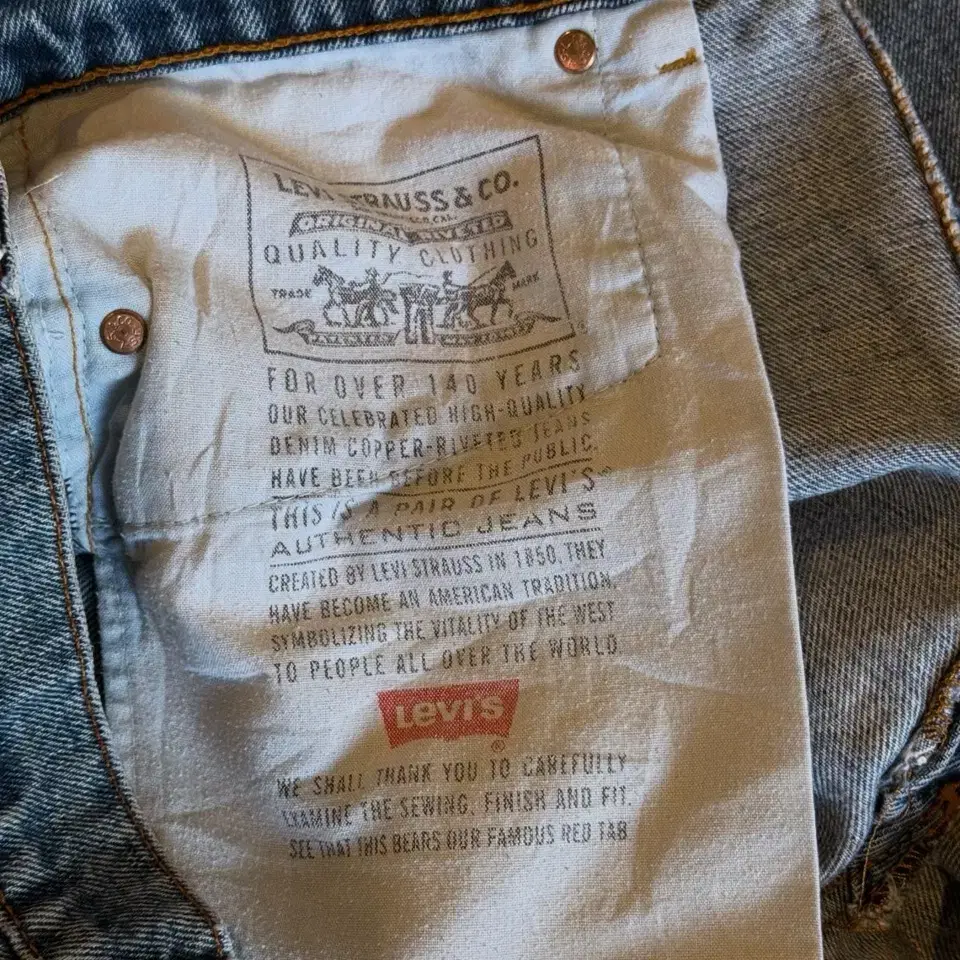 LEVI STRAUSS & CO.
ORIGINAL RIVETED
QUALITY CLOTHING
TRADE MARK
FOR OVER 140 YEARS
OUR CELEBRATED HIGH-QUALITY
DENIM COPPER-RIVETED JEANS
HAVE BEEN BEFORE THE PUBLIC.
THIS IS A PAIR OF LEVI'S®
AUTHENTIC JEANS
CREATED BY LEVI STRAUSS IN 1850, THEY
HAVE BECOME AN AMERICAN TRADITION,
SYMBOLIZING THE VITALITY OF THE WEST
TO PEOPLE ALL OVER THE WORLD.
LEVI'S
®
WE SHALL THANK YOU TO CAREFULLY
EXAMINE THE SEWING, FINISH AND FIT.
SEE THAT THIS BEARS OUR FAMOUS RED TAB